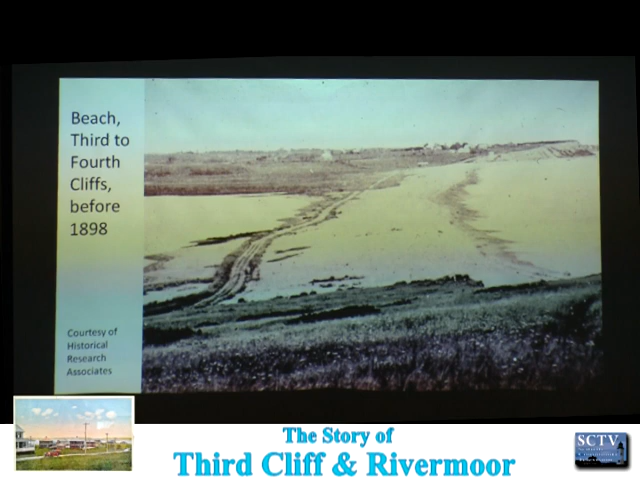 Beach,
Third to
Fourth
Cliffs,
before
1898
Courtesy of
Historical
Research
Associates
The Story of
Third Cliff & Rivermoor
SCTV